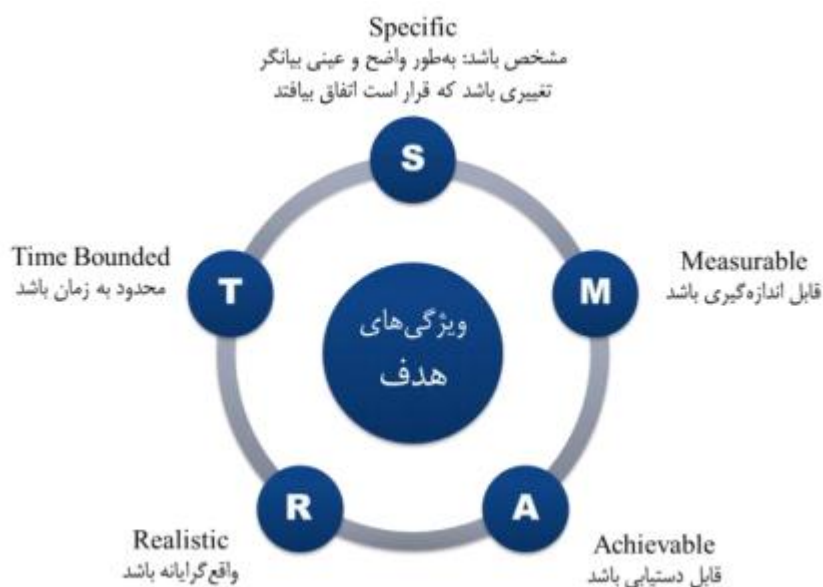 Specific
مشخص باشد: به‌طور واضح و عینی بیانگر
تغییری باشد که قرار است اتفاق بیافتد
S
Time Bounded
محدود به زمان باشد
T
M
Measurable
قابل اندازه‌گیری باشد
ویژگی‌های
هدف
R
A
Realistic
واقع‌گرایانه باشد
Achievable
قابل دستیابی باشد